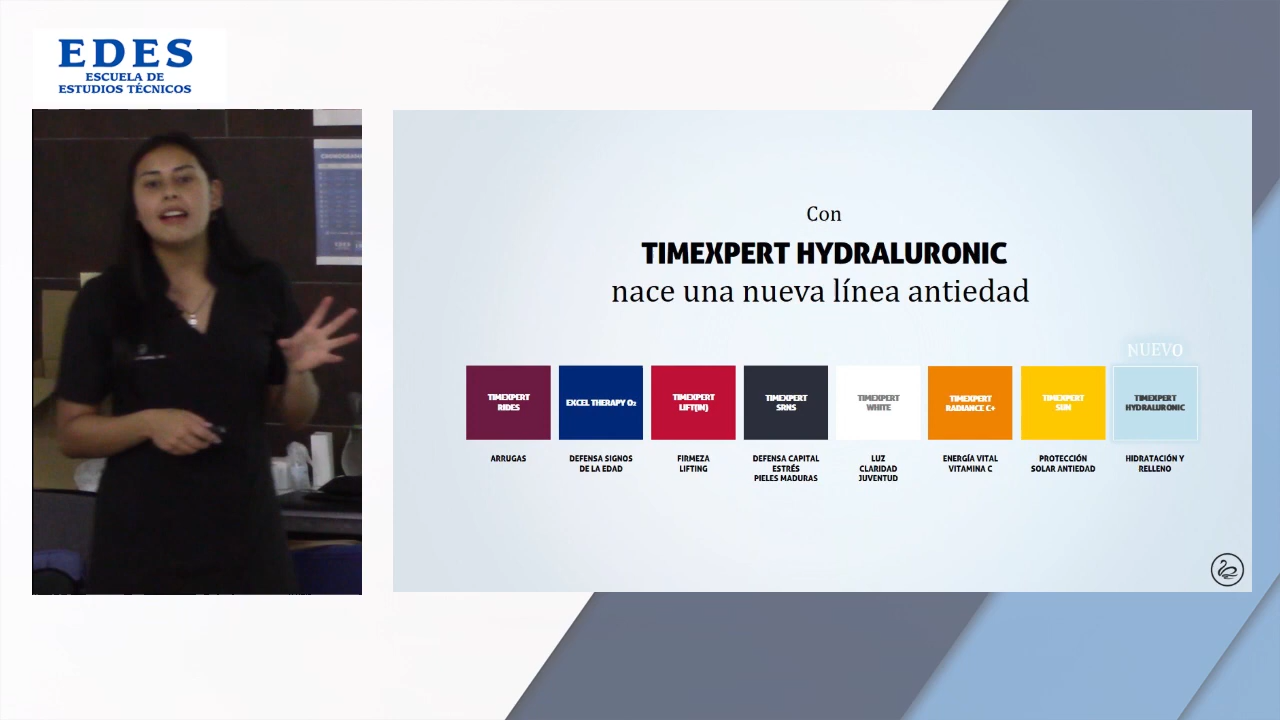 EDES
ESCUELA DE
ESTUDIOS TÉCNICOS
Con
TIMEXPERT HYDRALURONIC
nace una nueva línea antiedad
NUEVO
TIMEXPERT
RIDES
EXCEL THERAPY O₂
TIMEXPERT
LIFT(IN)
TIMEXPERT
SRNS
TIMEXPERT
WHITE
TIMEXPERT
RADIANCE C+
TIMEXPERT
SUN
TIMEXPERT
HYDRALURONIC
ARRUGAS
DEFENSA SIGNOS
DE LA EDAD
FIRMEZA
LIFTING
DEFENSA CAPITAL
ESTRÉS
PIELES MADURAS
LUZ
CLARIDAD
JUVENTUD
ENERGÍA VITAL
VITAMINA C
PROTECCIÓN
SOLAR ANTIEDAD
HIDRATACIÓN Y
RELLENO